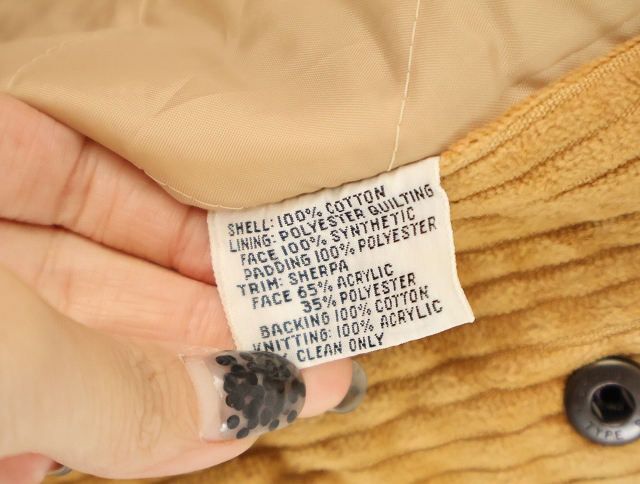 SHELL: 100% COTTON
LINING: POLYESTER QUILTING
FACE 100% SYNTHETIC
PADDING 100% POLYESTER
TRIM: SHERPA
FACE 65% ACRYLIC
35% POLYESTER
BACKING 100% COTTON
KNITTING: 100% ACRYLIC
CLEAN ONLY
TYPE